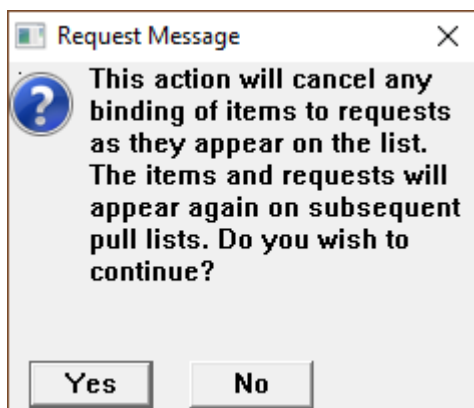 Request Message
This action will cancel any
binding of items to requests
as they appear on the list.
The items and requests will
appear again on subsequent
pull lists. Do you wish to
continue?
Yes No